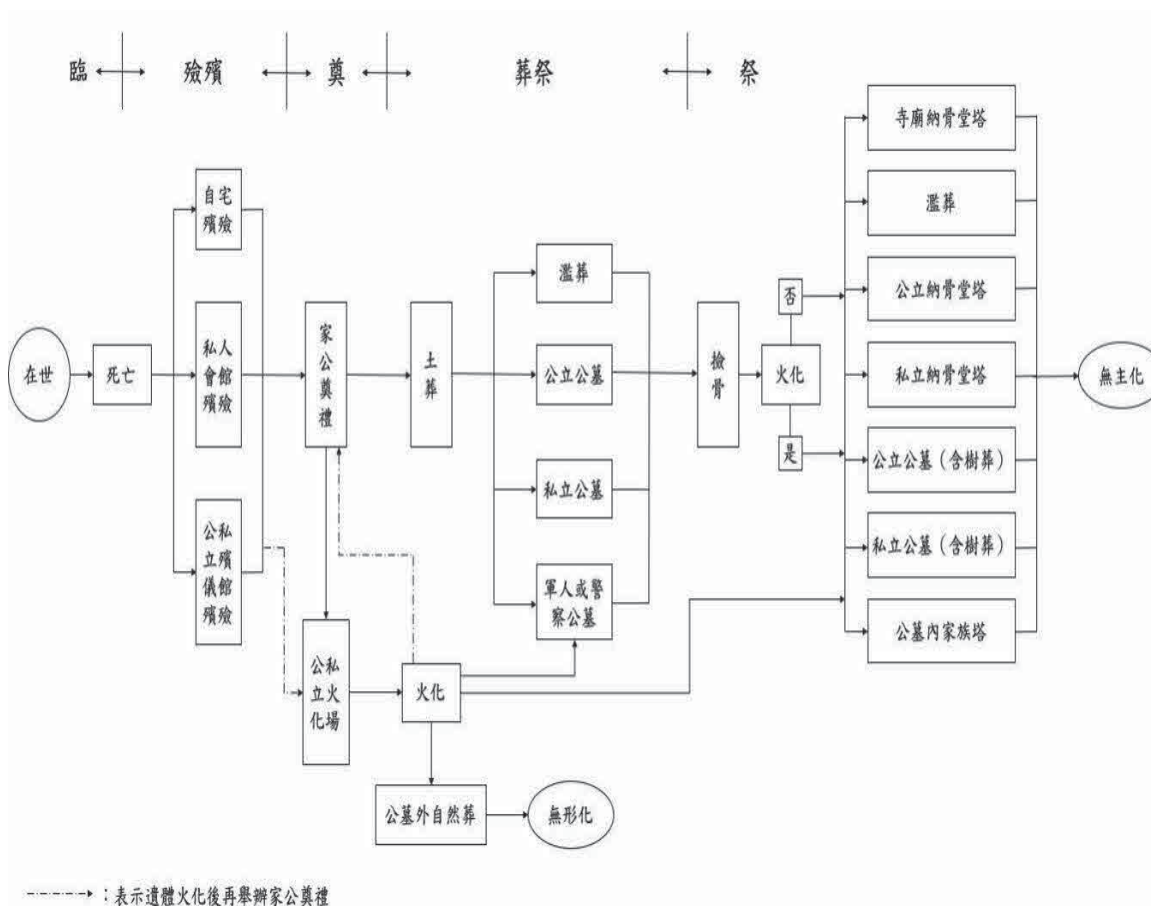 臨
殮殯
奠
葬祭
祭
在世
死亡
自宅
殯殮
私人
會館
殯殮
公私
立殯
儀館
殯殮
家
公
奠
禮
公私
立火
化場
土
葬
火化
公墓外自然葬
無形化
濫葬
公立公墓
私立公墓
軍人或警
察公墓
撿
骨
否
火化
是
寺廟納骨堂塔
濫葬
公立納骨堂塔
私立納骨堂塔
公立公墓（含樹葬）
私立公墓（含樹葬）
公墓內家族塔
無主化
：表示遺體火化後再舉辦家公奠禮